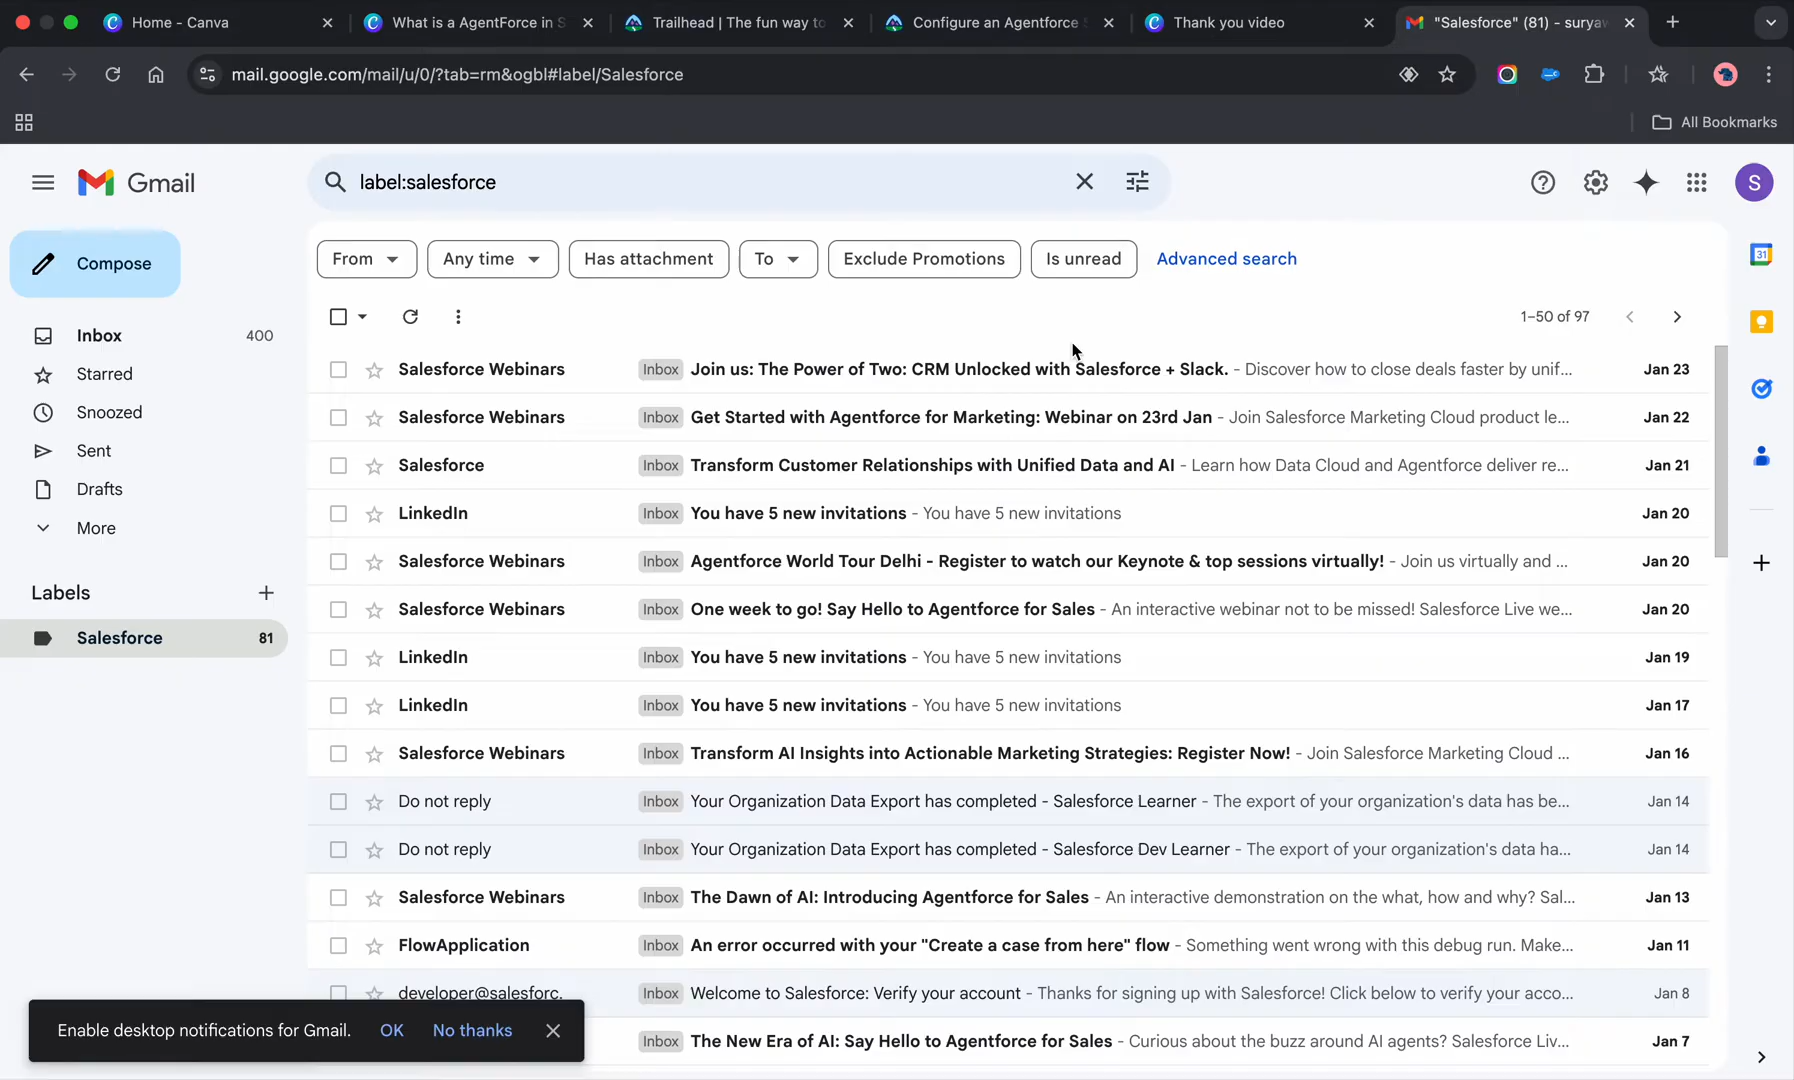 Home - Canva
What is a AgentForce in S
Trailhead | The fun way to
Configure an Agentforce S
Thank you video
"Salesforce" (81) - suryaw
mail.google.com/mail/u/0/?tab=rm&ogbl#label/Salesforce
All Bookmarks
Gmail
label:salesforce
S
Compose
From
Any time
Has attachment
To
Exclude Promotions
Is unread
Advanced search
1–50 of 97
Inbox 400
Starred
Snoozed
Sent
Drafts
More
Labels
Salesforce 81
Salesforce Webinars Inbox Join us: The Power of Two: CRM Unlocked with Salesforce + Slack. - Discover how to close deals faster by unif... Jan 23
Salesforce Webinars Inbox Get Started with Agentforce for Marketing: Webinar on 23rd Jan - Join Salesforce Marketing Cloud product le... Jan 22
Salesforce Inbox Transform Customer Relationships with Unified Data and AI - Learn how Data Cloud and Agentforce deliver re... Jan 21
LinkedIn Inbox You have 5 new invitations - You have 5 new invitations Jan 20
Salesforce Webinars Inbox Agentforce World Tour Delhi - Register to watch our Keynote & top sessions virtually! - Join us virtually and ... Jan 20
Salesforce Webinars Inbox One week to go! Say Hello to Agentforce for Sales - An interactive webinar not to be missed! Salesforce Live we... Jan 20
LinkedIn Inbox You have 5 new invitations - You have 5 new invitations Jan 19
LinkedIn Inbox You have 5 new invitations - You have 5 new invitations Jan 17
Salesforce Webinars Inbox Transform AI Insights into Actionable Marketing Strategies: Register Now! - Join Salesforce Marketing Cloud ... Jan 16
Do not reply Inbox Your Organization Data Export has completed - Salesforce Learner - The export of your organization's data has be... Jan 14
Do not reply Inbox Your Organization Data Export has completed - Salesforce Dev Learner - The export of your organization's data ha... Jan 14
Salesforce Webinars Inbox The Dawn of AI: Introducing Agentforce for Sales - An interactive demonstration on the what, how and why? Sal... Jan 13
FlowApplication Inbox An error occurred with your "Create a case from here" flow - Something went wrong with this debug run. Make... Jan 11
developer@salesforc. Inbox Welcome to Salesforce: Verify your account - Thanks for signing up with Salesforce! Click below to verify your acco... Jan 8
Inbox The New Era of AI: Say Hello to Agentforce for Sales - Curious about the buzz around AI agents? Salesforce Liv... Jan 7
Enable desktop notifications for Gmail. OK No thanks
31